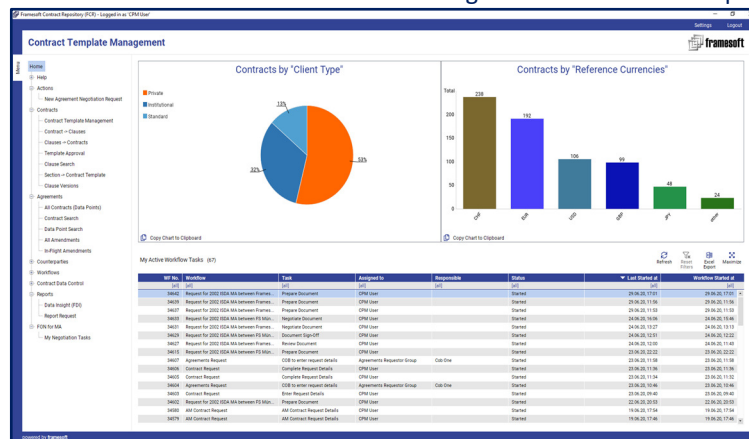 Framesoft Contract Repository (FCR) - Logged in as 'CPM User'
Settings Logout
Contract Template Management
framesoft
Menu
Home
Help
Actions
New Agreement Negotiation Request
Contracts
Contract Template Management
Contract -> Clauses
Clauses -> Contracts
Template Approval
Clause Search
Section -> Contract Template
Clause Versions
Agreements
All Contracts (Data Points)
Contract Search
Data Point Search
All Amendments
In-Flight Amendments
Counterparties
Workflows
Contract Data Control
Reports
Data Insight (FDI)
Report Request
FON for MA
My Negotiation Tasks
Contracts by "Client Type"
Private
Institutional
Standard
13%
32%
53%
Copy Chart to Clipboard
Contracts by "Reference Currencies"
Total
200
150
100
50
0
238
192
106
99
48
24
CHF
EUR
USD
GBP
JPY
other
Copy Chart to Clipboard
My Active Workflow Tasks (67)
Refresh Reset Filters Excel Export Maximize
WF No. Workflow Task Assigned to Responsible Status Last Started at Workflow Started at
[all] [all] [all] [all] [all] [all] [all] [all]
34642 Request for 2002 ISDA MA between Frames... Prepare Document CPM User Started 29.06.20, 17:01 29.06.20, 17:01
34639 Request for 2002 ISDA MA between Frames... Prepare Document CPM User Started 29.06.20, 11:56 29.06.20, 11:56
34637 Request for 2002 ISDA MA between Frames... Prepare Document CPM User Started 29.06.20, 11:53 29.06.20, 11:53
34633 Request for 2002 ISDA MA between Frames... Negotiate Document CPM User Started 24.06.20, 16:06 24.06.20, 15:46
34631 Request for 2002 ISDA MA between Frames... Negotiate Document CPM User Started 24.06.20, 13:27 24.06.20, 13:13
34629 Request for 2002 ISDA MA between FS Mün... Document Sign-Off CPM User Started 24.06.20, 12:51 24.06.20, 12:22
34627 Request for 2002 ISDA MA between Frames... Review Document CPM User Started 24.06.20, 12:00 24.06.20, 11:43
34615 Request for 2002 ISDA MA between FS Mün... Prepare Document CPM User Started 23.06.20, 22:22 23.06.20, 22:22
34607 Agreements Request COB to enter request details Agreements Requestor Group Cob One Started 23.06.20, 11:58 23.06.20, 11:58
34606 Contract Request Complete Request Details CPM User Started 23.06.20, 11:36 23.06.20, 11:36
34605 Contract Request Complete Request Details CPM User Started 23.06.20, 11:34 23.06.20, 11:32
34604 Agreements Request COB to enter request details Agreements Requestor Group Cob One Started 23.06.20, 10:46 23.06.20, 10:46
34603 Contract Request Enter Request Details CPM User Started 23.06.20, 09:40 23.06.20, 09:40
34602 Request for 2002 ISDA MA between FS Mün... Prepare Document CPM User Started 22.06.20, 20:53 22.06.20, 20:53
34580 AM Contract Request AM Contract Request Details CPM User Started 19.06.20, 17:54 19.06.20, 17:54
34579 AM Contract Request AM Contract Request Details CPM User Started 19.06.20, 17:46 19.06.20, 17:46
powered by framesoft